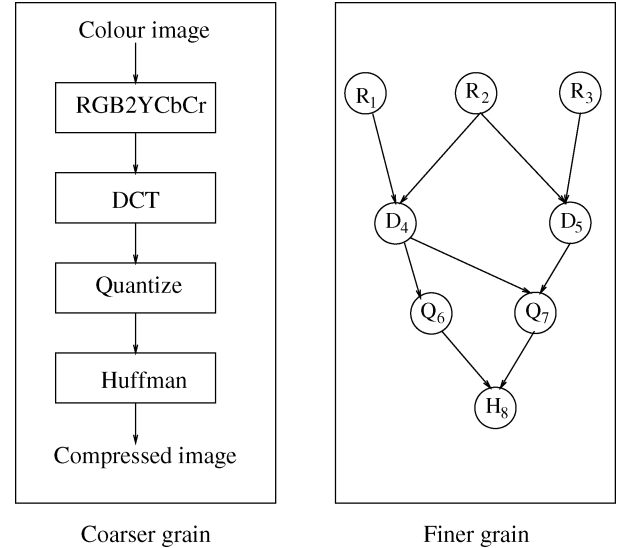 Colour image
RGB2YCbCr
DCT
Quantize
Huffman
Compressed image
Coarser grain
R1 R2 R3
D4 D5
Q6 Q7
H8
Finer grain